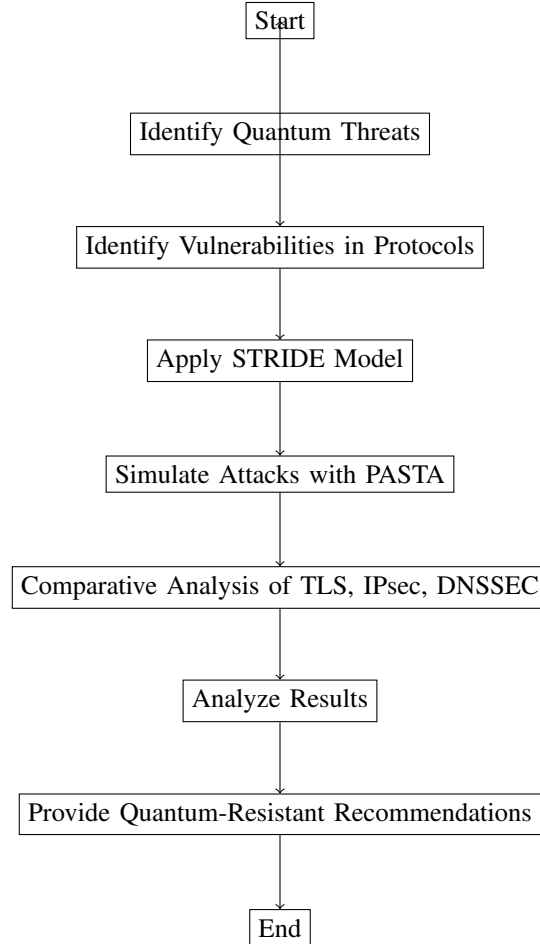 Start
Identify Quantum Threats
Identify Vulnerabilities in Protocols
Apply STRIDE Model
Simulate Attacks with PASTA
Comparative Analysis of TLS, IPsec, DNSSEC
Analyze Results
Provide Quantum-Resistant Recommendations
End